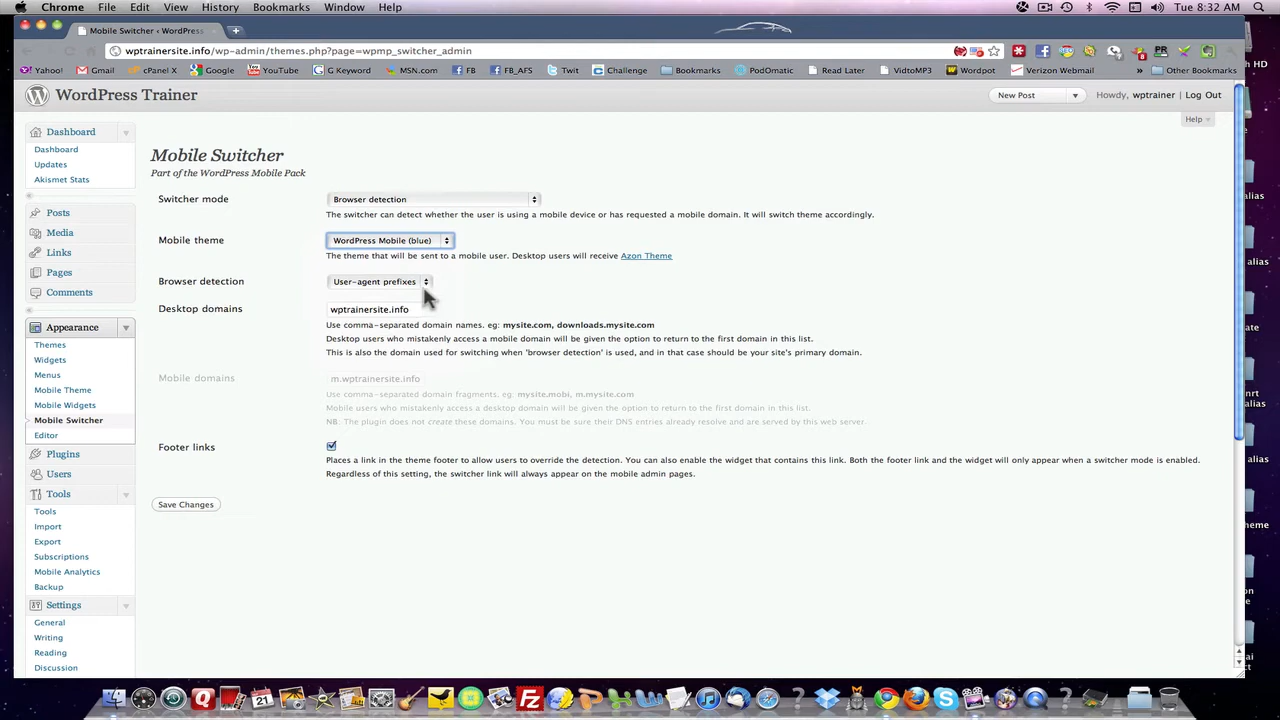 Chrome File Edit View History Bookmarks Window Help Tue 8:32 AM
Mobile Switcher ‹ WordPress
wptrainersite.info/wp-admin/themes.php?page=wpmp_switcher_admin
Yahoo! Gmail cPanel X Google YouTube G Keyword MSN.com FB FB_AFS Twit Challenge Bookmarks PodOmatic Read Later VidtoMP3 Wordpot Verizon Webmail » Other Bookmarks
WordPress Trainer New Post Howdy, wptrainer | Log Out
Help
Dashboard
Dashboard
Updates
Akismet Stats
Posts
Media
Links
Pages
Comments
Appearance
Themes
Widgets
Menus
Mobile Theme
Mobile Widgets
Mobile Switcher
Editor
Plugins
Users
Tools
Tools
Import
Export
Subscriptions
Mobile Analytics
Backup
Settings
General
Writing
Reading
Discussion
Mobile Switcher
Part of the WordPress Mobile Pack
Switcher mode Browser detection
The switcher can detect whether the user is using a mobile device or has requested a mobile domain. It will switch theme accordingly.
Mobile theme WordPress Mobile (blue)
The theme that will be sent to a mobile user. Desktop users will receive Azon Theme
Browser detection User-agent prefixes
Desktop domains wptrainersite.info
Use comma-separated domain names. eg: mysite.com, downloads.mysite.com
Desktop users who mistakenly access a mobile domain will be given the option to return to the first domain in this list.
This is also the domain used for switching when 'browser detection' is used, and in that case should be your site's primary domain.
Mobile domains m.wptrainersite.info
Use comma-separated domain fragments. eg: mysite.mobi, m.mysite.com
Mobile users who mistakenly access a desktop domain will be given the option to return to the first domain in this list.
NB: The plugin does not create these domains. You must be sure their DNS entries already resolve and are served by this web server.
Footer links
Places a link in the theme footer to allow users to override the detection. You can also enable the widget that contains this link. Both the footer link and the widget will only appear when a switcher mode is enabled.
Regardless of this setting, the switcher link will always appear on the mobile admin pages.
Save Changes